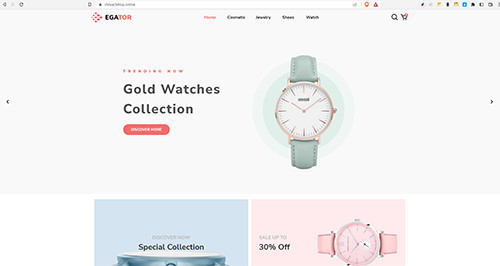 EGATOR
Home Cosmetic Jewelry Shoes Watch
TRENDING NOW
Gold Watches
Collection
DISCOVER MORE
DISCOVER NOW
Special Collection
SALE UP TO
30% Off